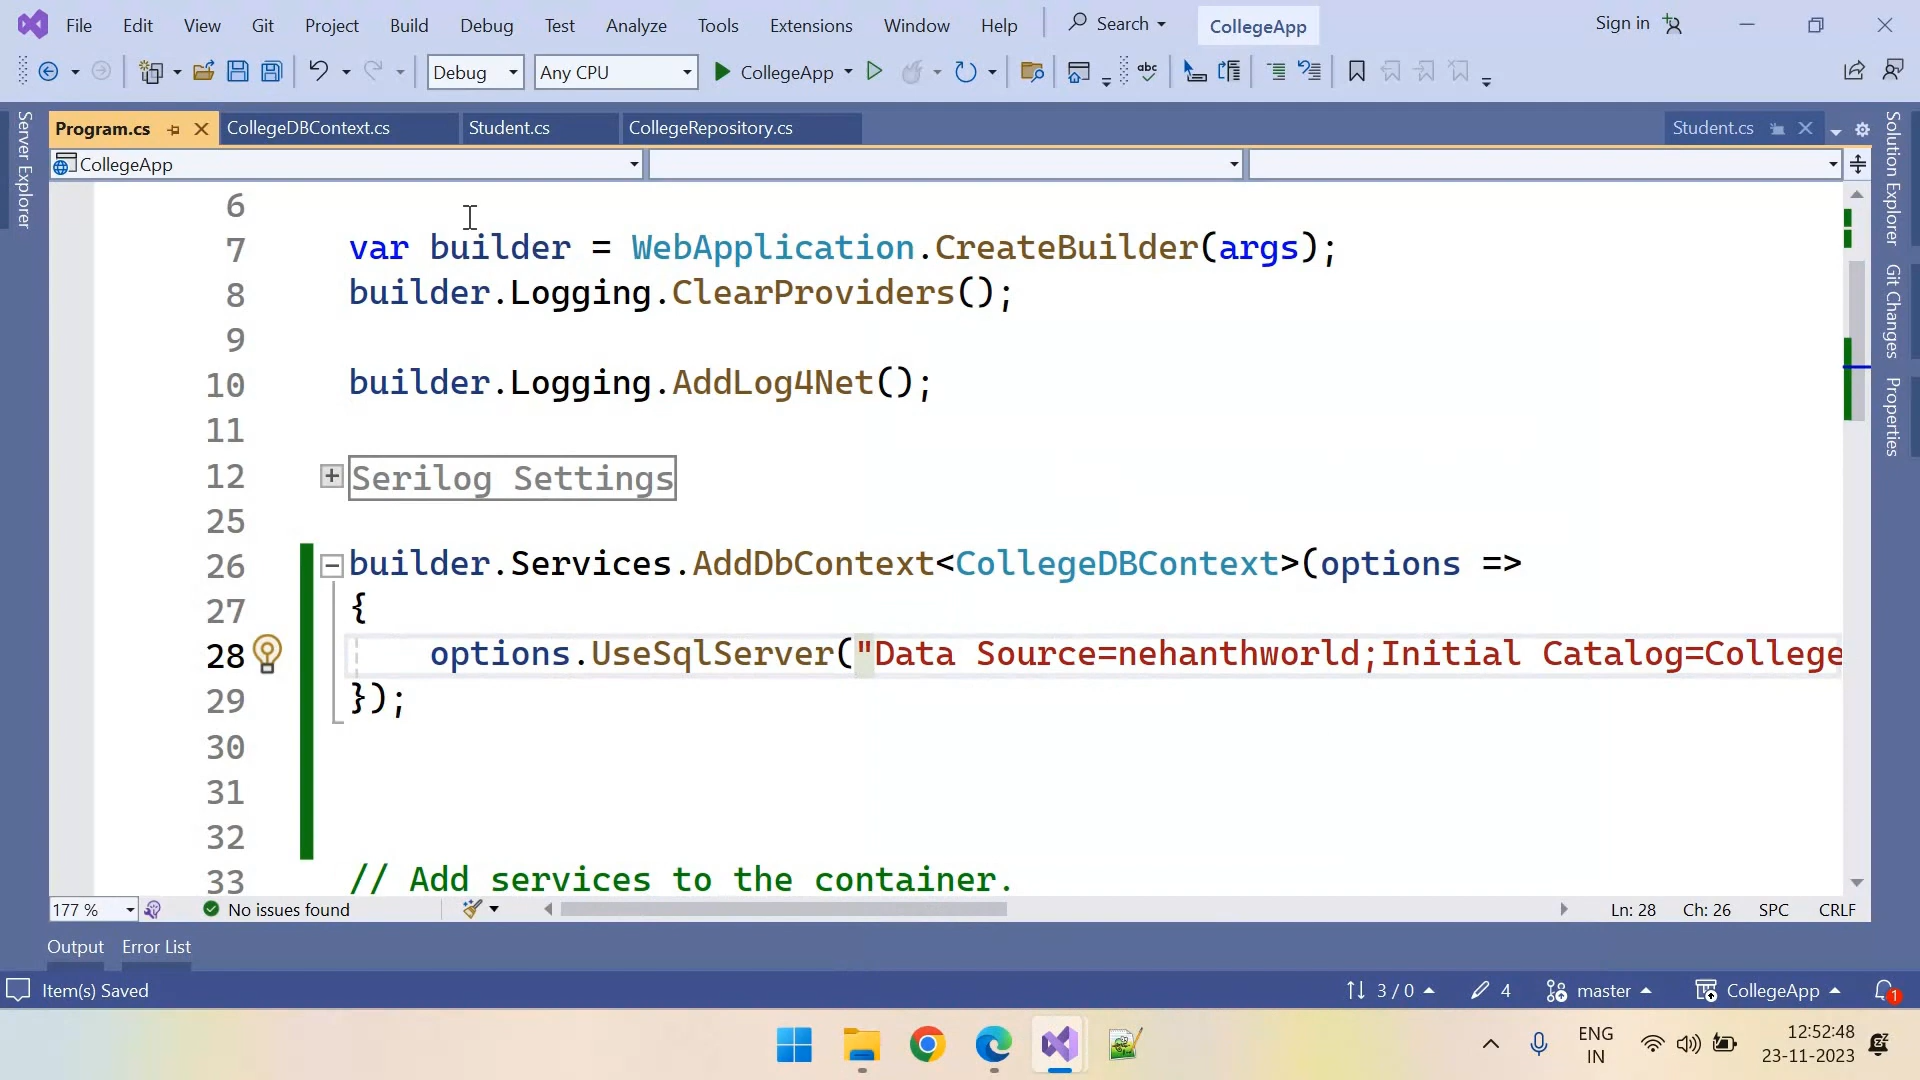 File Edit View Git Project Build Debug Test Analyze Tools Extensions Window Help Search CollegeApp Sign in
Debug Any CPU CollegeApp
Program.cs CollegeDBContext.cs Student.cs CollegeRepository.cs Student.cs
CollegeApp
Server Explorer
Solution Explorer
Git Changes
Properties
6
7 var builder = WebApplication.CreateBuilder(args);
8 builder.Logging.ClearProviders();
9
10 builder.Logging.AddLog4Net();
11
12 Serilog Settings
25
26 builder.Services.AddDbContext<CollegeDBContext>(options =>
27 {
28 options.UseSqlServer("Data Source=nehanthworld;Initial Catalog=College
29 });
30
31
32
33 // Add services to the container.
177 % No issues found Ln: 28 Ch: 26 SPC CRLF
Output Error List
Item(s) Saved 3 / 0 4 master CollegeApp 1
ENG
IN
12:52:48
23-11-2023